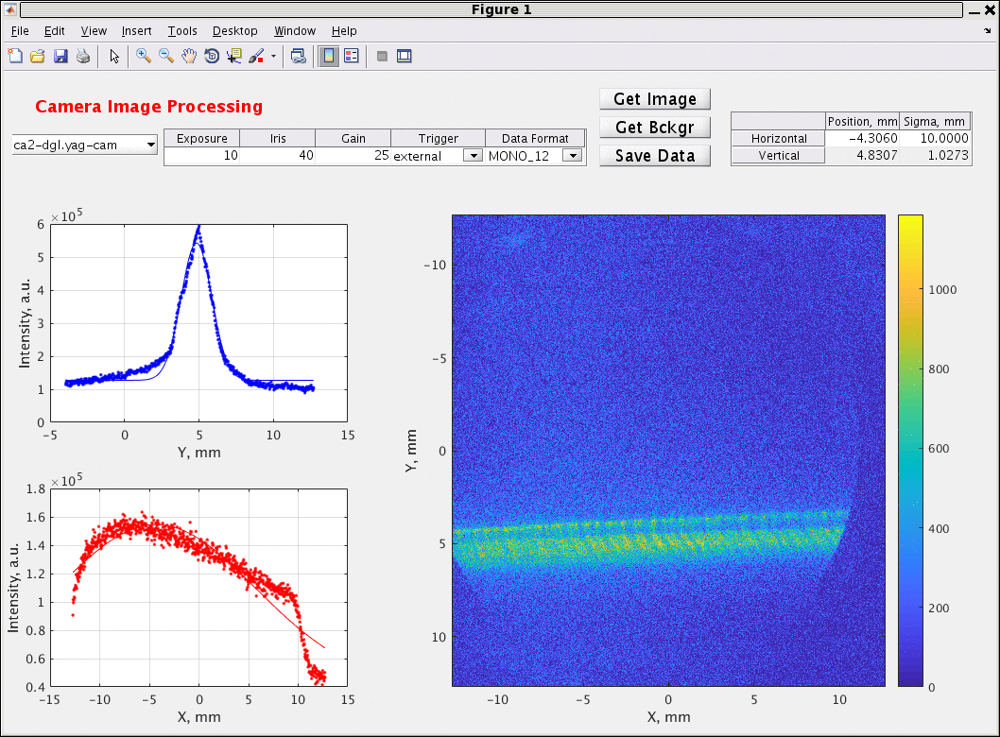 Figure 1
File Edit View Insert Tools Desktop Window Help
Camera Image Processing
ca2-dgl.yag-cam
Exposure Iris Gain Trigger Data Format
10 40 25 external MONO_12
Get Image
Get Bckgr
Save Data
Position, mm Sigma, mm
Horizontal −4.3060 10.0000
Vertical 4.8307 1.0273
×10^5
6
5
4
3
2
1
0
Intensity, a.u.
−5 0 5 10 15
Y, mm
×10^5
1.8
1.6
1.4
1.2
1
0.8
0.6
0.4
Intensity, a.u.
−15 −10 −5 0 5 10 15
X, mm
−10
−5
0
5
10
Y, mm
−10 −5 0 5 10
X, mm
1000
800
600
400
200
0